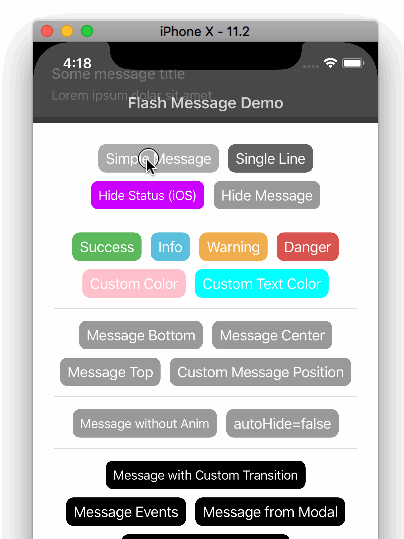 iPhone X - 11.2
4:18
Some message title
Lorem ipsum dolar sit amet
Flash Message Demo
Simple Message Single Line
Hide Status (iOS) Hide Message
Success Info Warning Danger
Custom Color Custom Text Color
Message Bottom Message Center
Message Top Custom Message Position
Message without Anim autoHide=false
Message with Custom Transition
Message Events Message from Modal